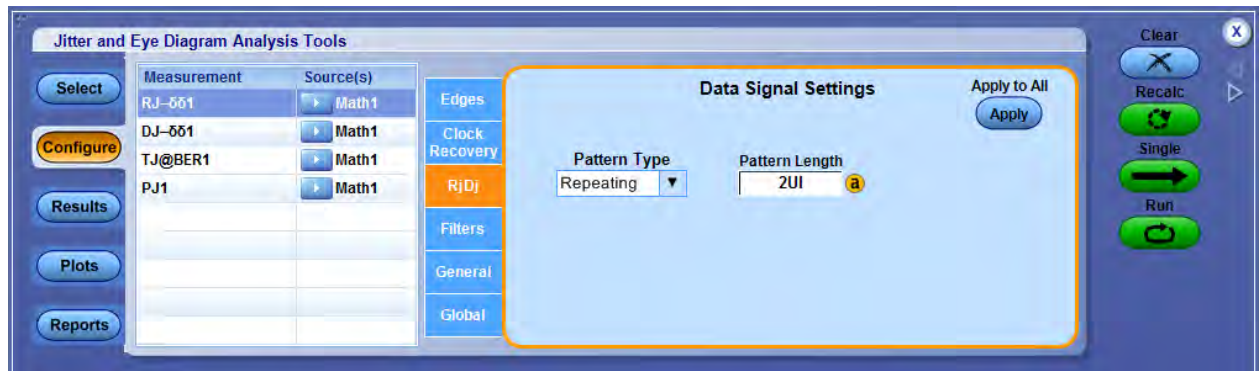 Jitter and Eye Diagram Analysis Tools
Clear
X
Select
Configure
Results
Plots
Reports
Measurement Source(s)
RJ–δδ1 Math1
DJ–δδ1 Math1
TJ@BER1 Math1
PJ1 Math1
Edges
Clock
Recovery
RjDj
Filters
General
Global
Data Signal Settings
Apply to All
Apply
Pattern Type
Repeating
Pattern Length
2UI
a
Recalc
Single
Run